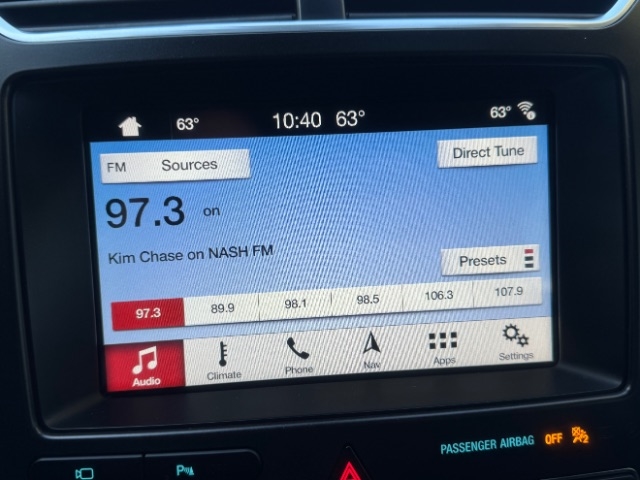 63° 10:40 63° 63°
FM Sources Direct Tune
97.3 on
Kim Chase on NASH FM
Presets
97.3 89.9 98.1 98.5 106.3 107.9
Audio Climate Phone Nav Apps Settings
PASSENGER AIRBAG OFF 2
P